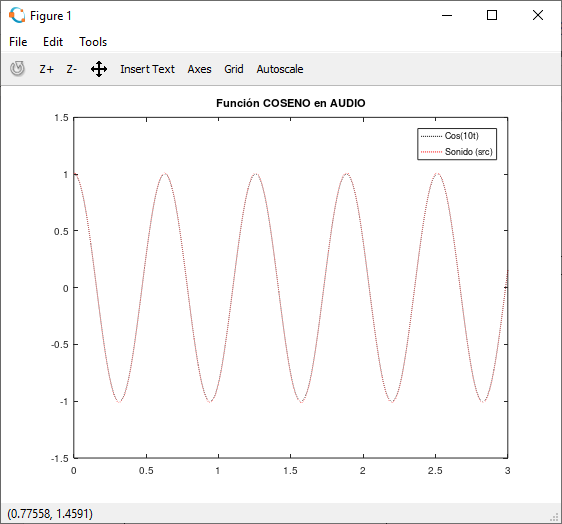 Figure 1
File Edit Tools
Z+ Z- Insert Text Axes Grid Autoscale
Función COSENO en AUDIO
Cos(10t)
Sonido (src)
1.5
1
0.5
0
-0.5
-1
-1.5
0 0.5 1 1.5 2 2.5 3
(0.77558, 1.4591)